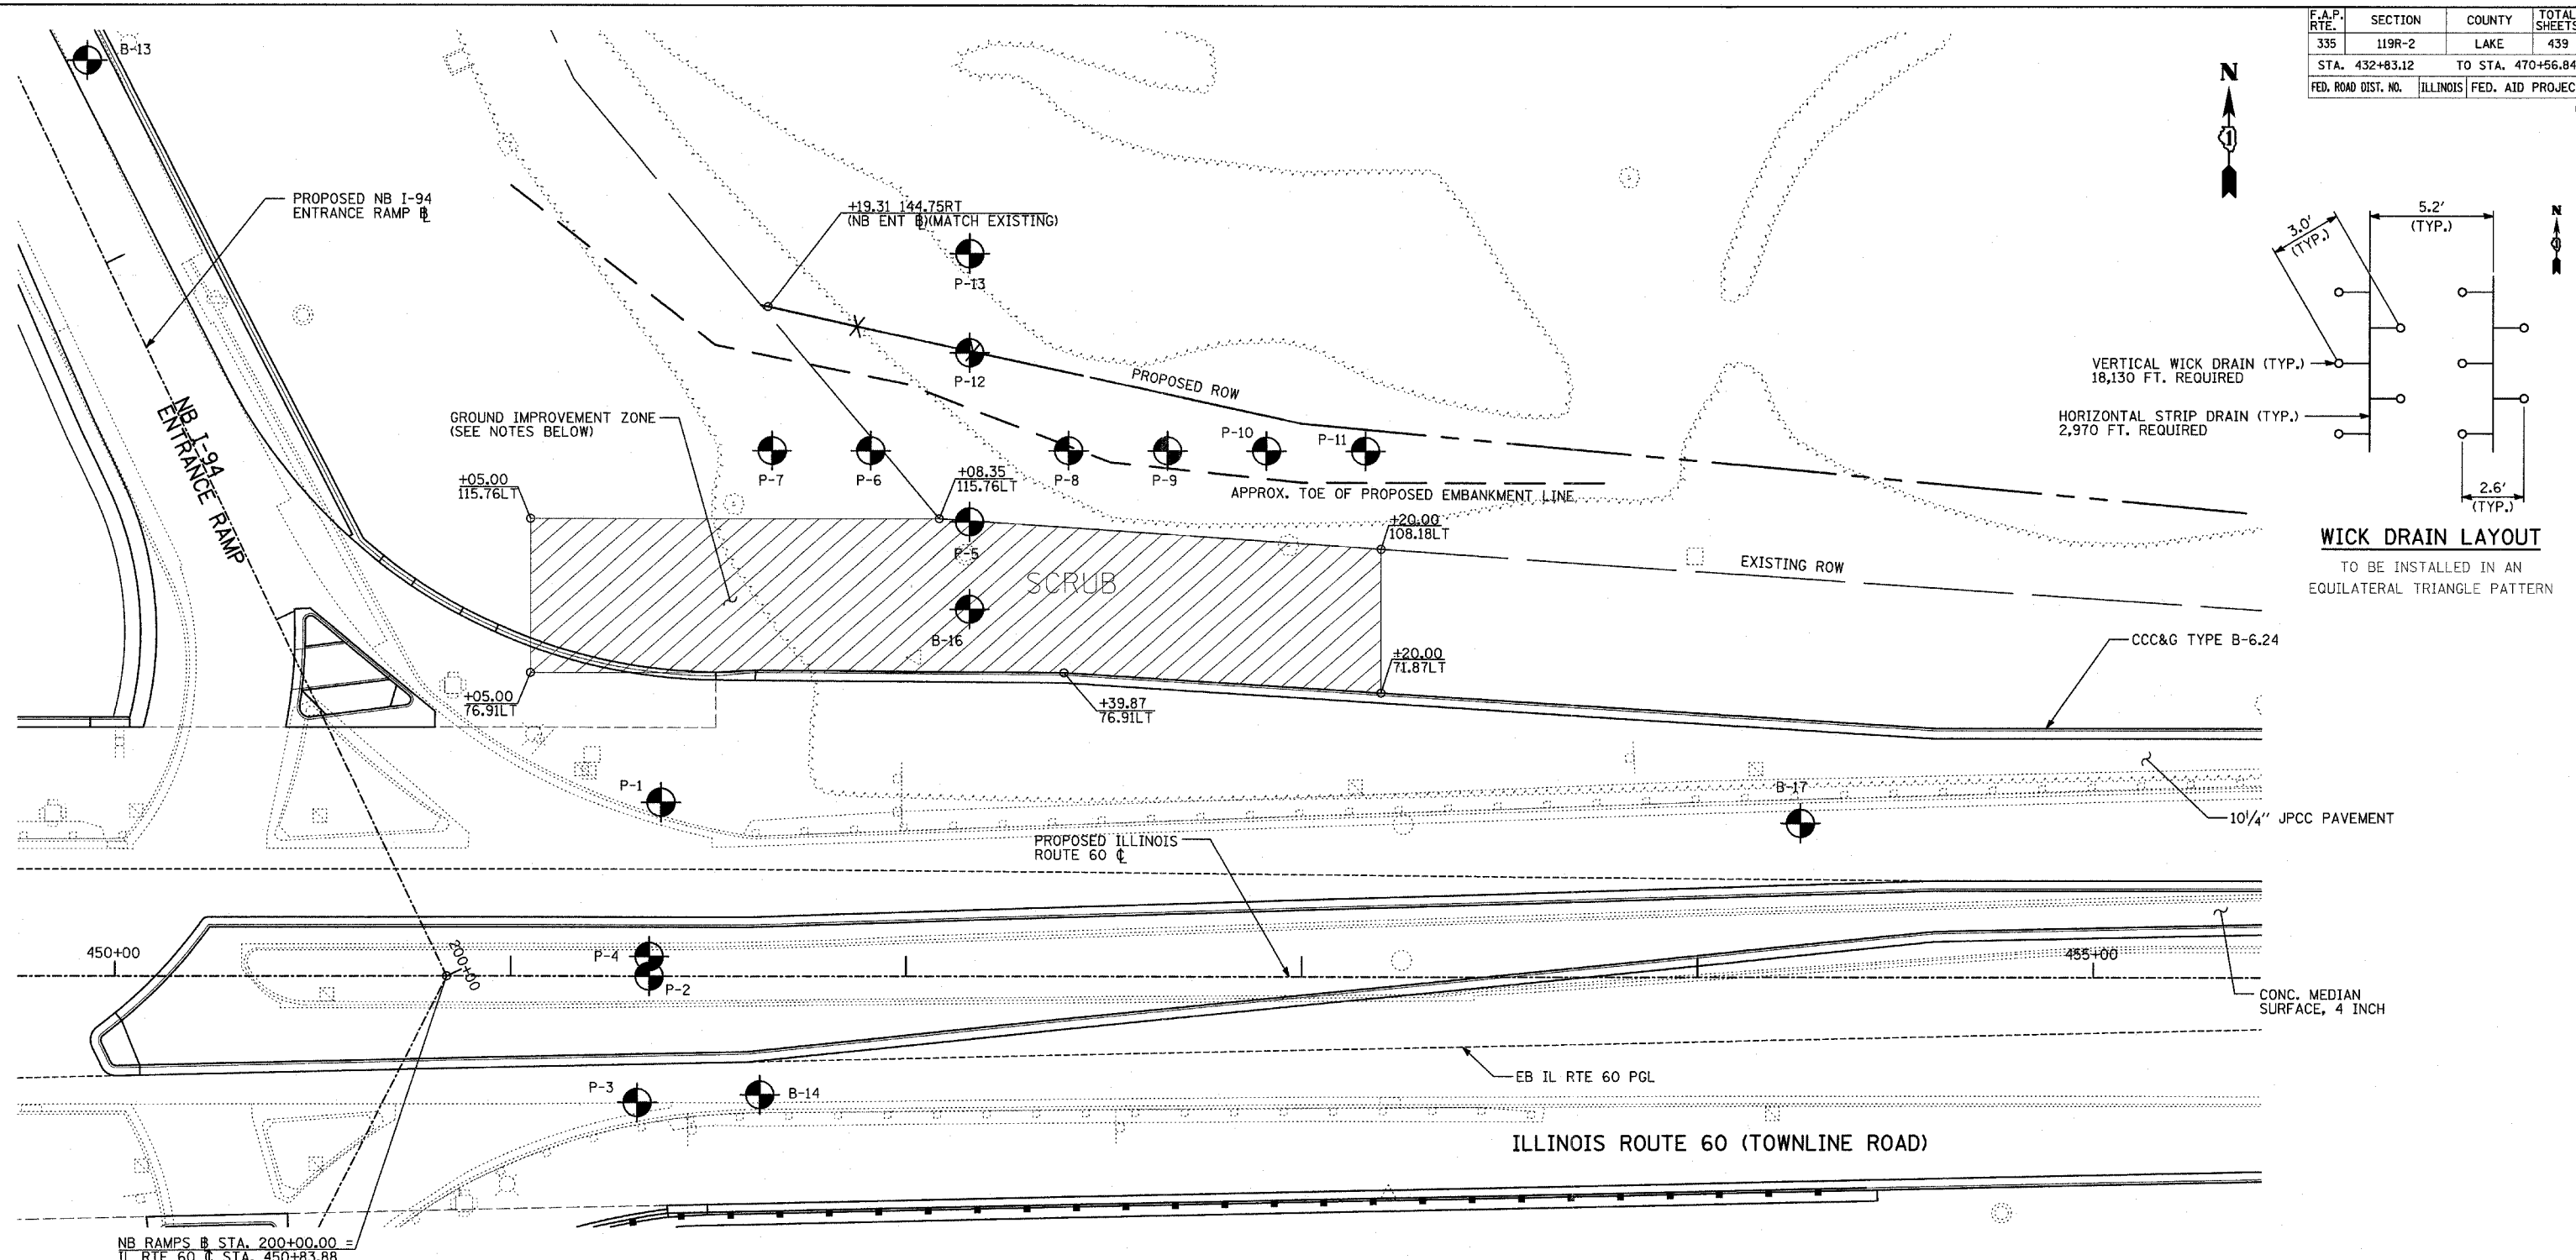 F.A.P. RTE. SECTION COUNTY TOTAL SHEETS
335 119R-2 LAKE 439
STA. 432+83.12 TO STA. 470+56.84
FED. ROAD DIST. NO. ILLINOIS FED. AID PROJEC
B-13
N
1
PROPOSED NB I-94
ENTRANCE RAMP ℄
+19.31 144.75RT
(NB ENT ℄)(MATCH EXISTING)
P-13
P-12
PROPOSED ROW
5.2'
(TYP.)
3.0'
(TYP.)
N
VERTICAL WICK DRAIN (TYP.)
18,130 FT. REQUIRED
HORIZONTAL STRIP DRAIN (TYP.)
2,970 FT. REQUIRED
2.6'
(TYP.)
WICK DRAIN LAYOUT
TO BE INSTALLED IN AN
EQUILATERAL TRIANGLE PATTERN
NB I-94
ENTRANCE RAMP
GROUND IMPROVEMENT ZONE
(SEE NOTES BELOW)
P-7
P-6
P-8
P-9
P-10
P-11
APPROX. TOE OF PROPOSED EMBANKMENT LINE
+05.00
115.76LT
+08.35
115.76LT
+20.00
108.18LT
P-5
SCRUB
EXISTING ROW
B-16
CCC&G TYPE B-6.24
+20.00
71.87LT
+05.00
76.91LT
+39.87
76.91LT
P-1
B-17
10¼" JPCC PAVEMENT
PROPOSED ILLINOIS
ROUTE 60 ℄
450+00
200+00
P-4
P-2
455+00
CONC. MEDIAN
SURFACE, 4 INCH
EB IL RTE 60 PGL
P-3
B-14
ILLINOIS ROUTE 60 (TOWNLINE ROAD)
NB RAMPS ℄ STA. 200+00.00 =
IL RTE 60 ℄ STA. 450+83.88